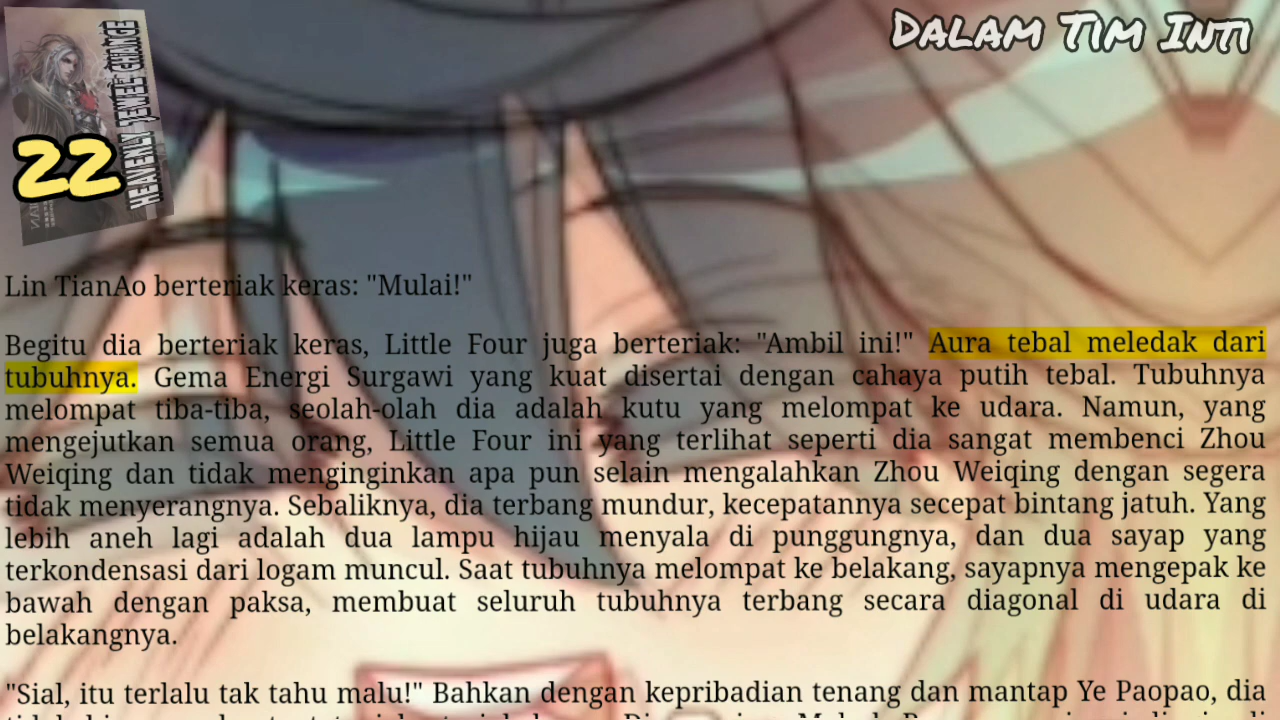 DALAM TIM INTI
HEAVENLY JEWEL CHANGE
22
Lin TianAo berteriak keras: "Mulai!"
Begitu dia berteriak keras, Little Four juga berteriak: "Ambil ini!" Aura tebal meledak dari
tubuhnya. Gema Energi Surgawi yang kuat disertai dengan cahaya putih tebal. Tubuhnya
melompat tiba-tiba, seolah-olah dia adalah kutu yang melompat ke udara. Namun, yang
mengejutkan semua orang, Little Four ini yang terlihat seperti dia sangat membenci Zhou
Weiqing dan tidak menginginkan apa pun selain mengalahkan Zhou Weiqing dengan segera
tidak menyerangnya. Sebaliknya, dia terbang mundur, kecepatannya secepat bintang jatuh. Yang
lebih aneh lagi adalah dua lampu hijau menyala di punggungnya, dan dua sayap yang
terkondensasi dari logam muncul. Saat tubuhnya melompat ke belakang, sayapnya mengepak ke
bawah dengan paksa, membuat seluruh tubuhnya terbang secara diagonal di udara di
belakangnya.
"Sial, itu terlalu tak tahu malu!" Bahkan dengan kepribadian tenang dan mantap Ye Paopao, dia